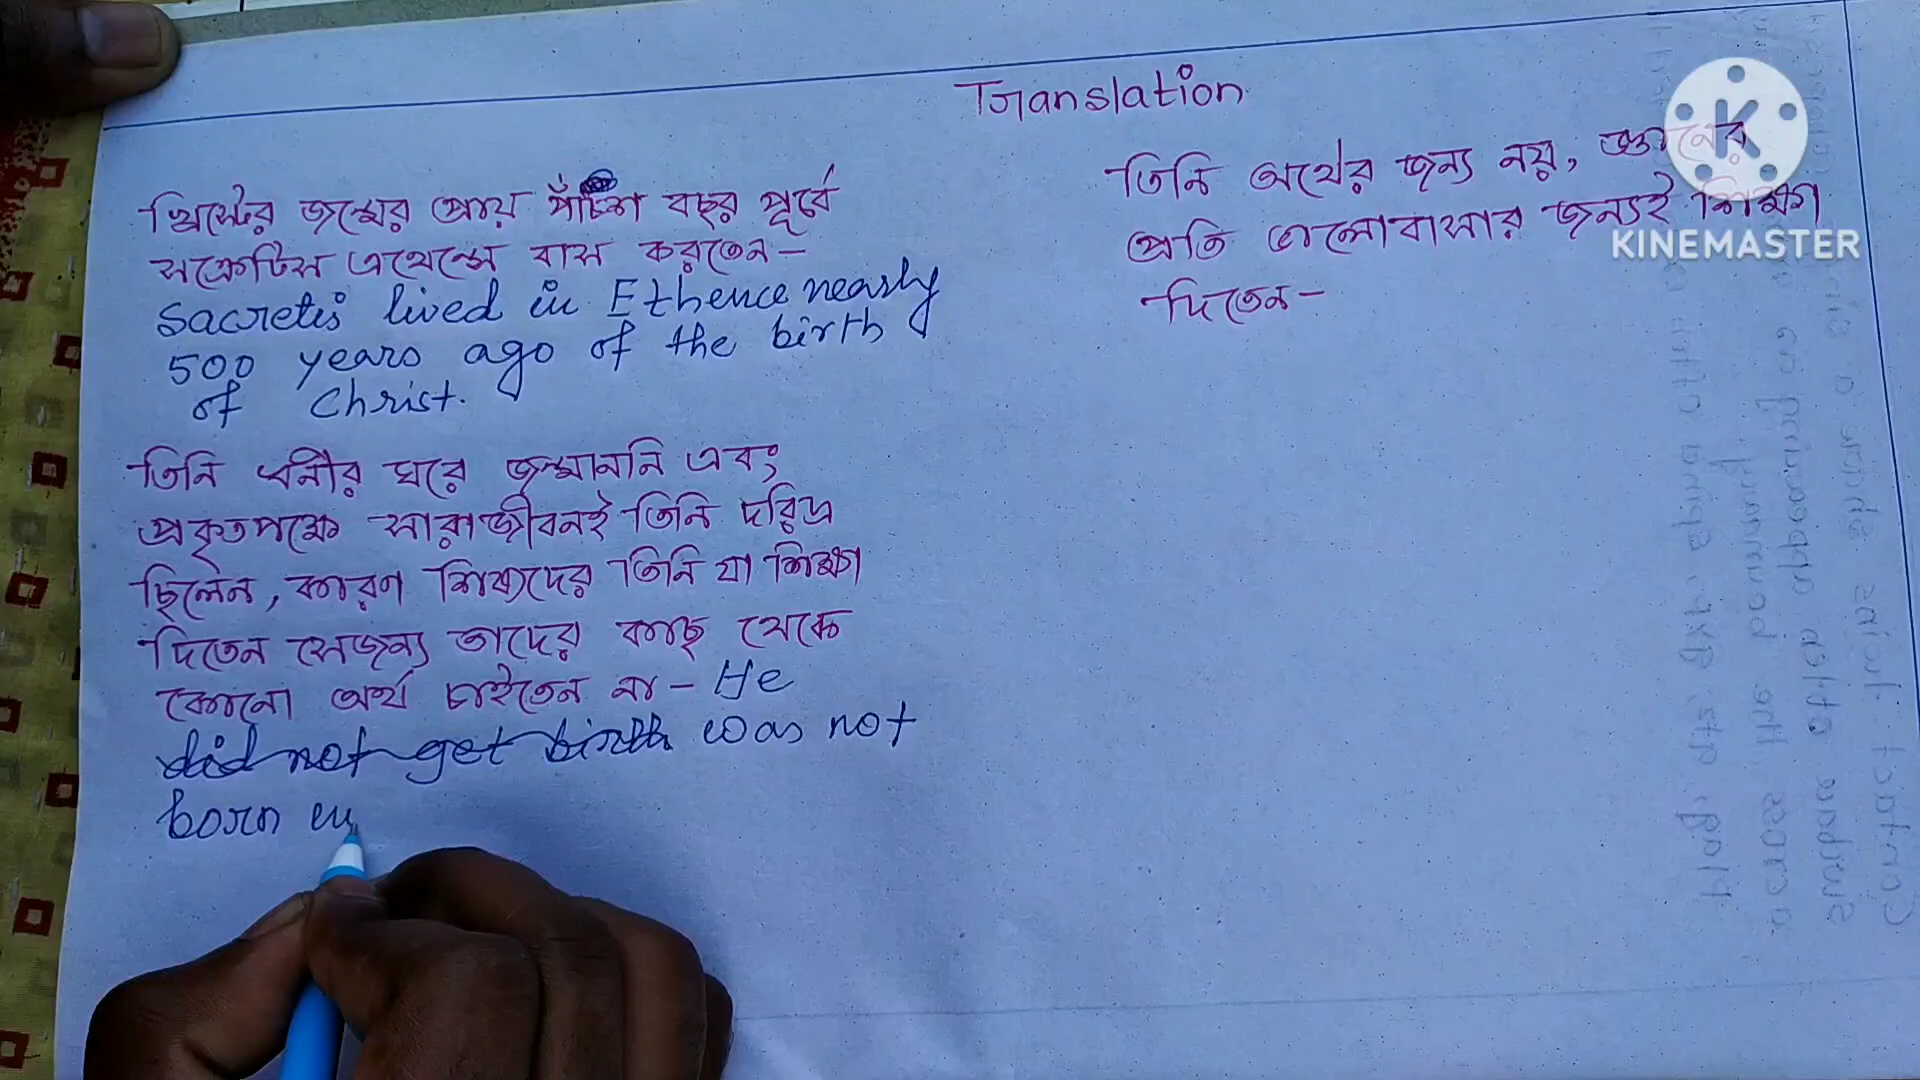 Translation
খ্রিস্টের জন্মের প্রায় পাঁচশ বছর পূর্বে
সক্রেটিস এথেন্সে বাস করতেন-
Sacretis lived in Ethence nearly
500 years ago of the birth
of Christ.
তিনি ধনীর ঘরে জন্মাননি এবং
প্রকৃতপক্ষে সারাজীবনই তিনি দরিদ্র
ছিলেন, কারণ শিষ্যদের তিনি যা শিক্ষা
দিতেন সেজন্য তাদের কাছ থেকে
কোনো অর্থ চাইতেন না- He
did not get birth was not
born in
তিনি অর্থের জন্য নয়, জ্ঞানের
প্রতি ভালোবাসার জন্যই শিক্ষা
দিতেন-
K
KINEMASTER